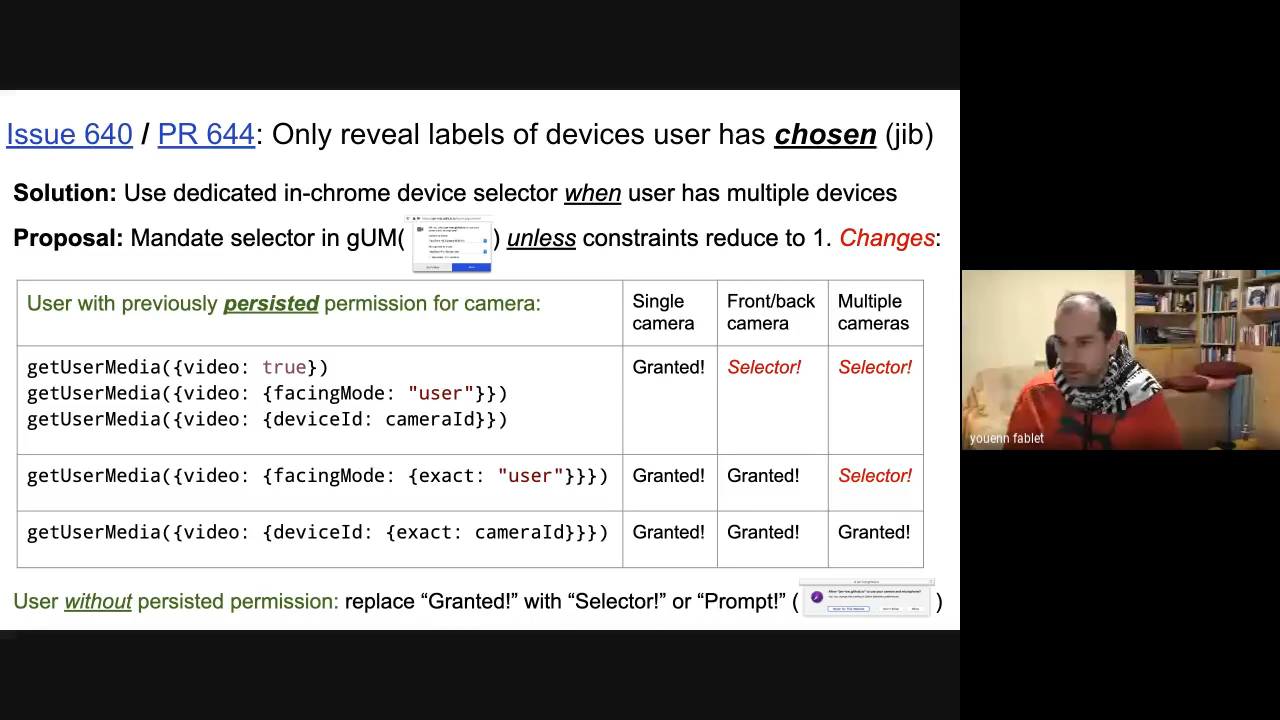 Issue 640 / PR 644: Only reveal labels of devices user has chosen (jib)
Solution: Use dedicated in-chrome device selector when user has multiple devices
Proposal: Mandate selector in gUM( ) unless constraints reduce to 1. Changes:
User with previously persisted permission for camera:
Single camera
Front/back camera
Multiple cameras
getUserMedia({video: true})
getUserMedia({video: {facingMode: "user"}})
getUserMedia({video: {deviceId: cameraId}})
Granted!
Selector!
Selector!
getUserMedia({video: {facingMode: {exact: "user"}}})
Granted!
Granted!
Selector!
getUserMedia({video: {deviceId: {exact: cameraId}}})
Granted!
Granted!
Granted!
User without persisted permission: replace “Granted!” with “Selector!” or “Prompt!” ( )
youenn fablet